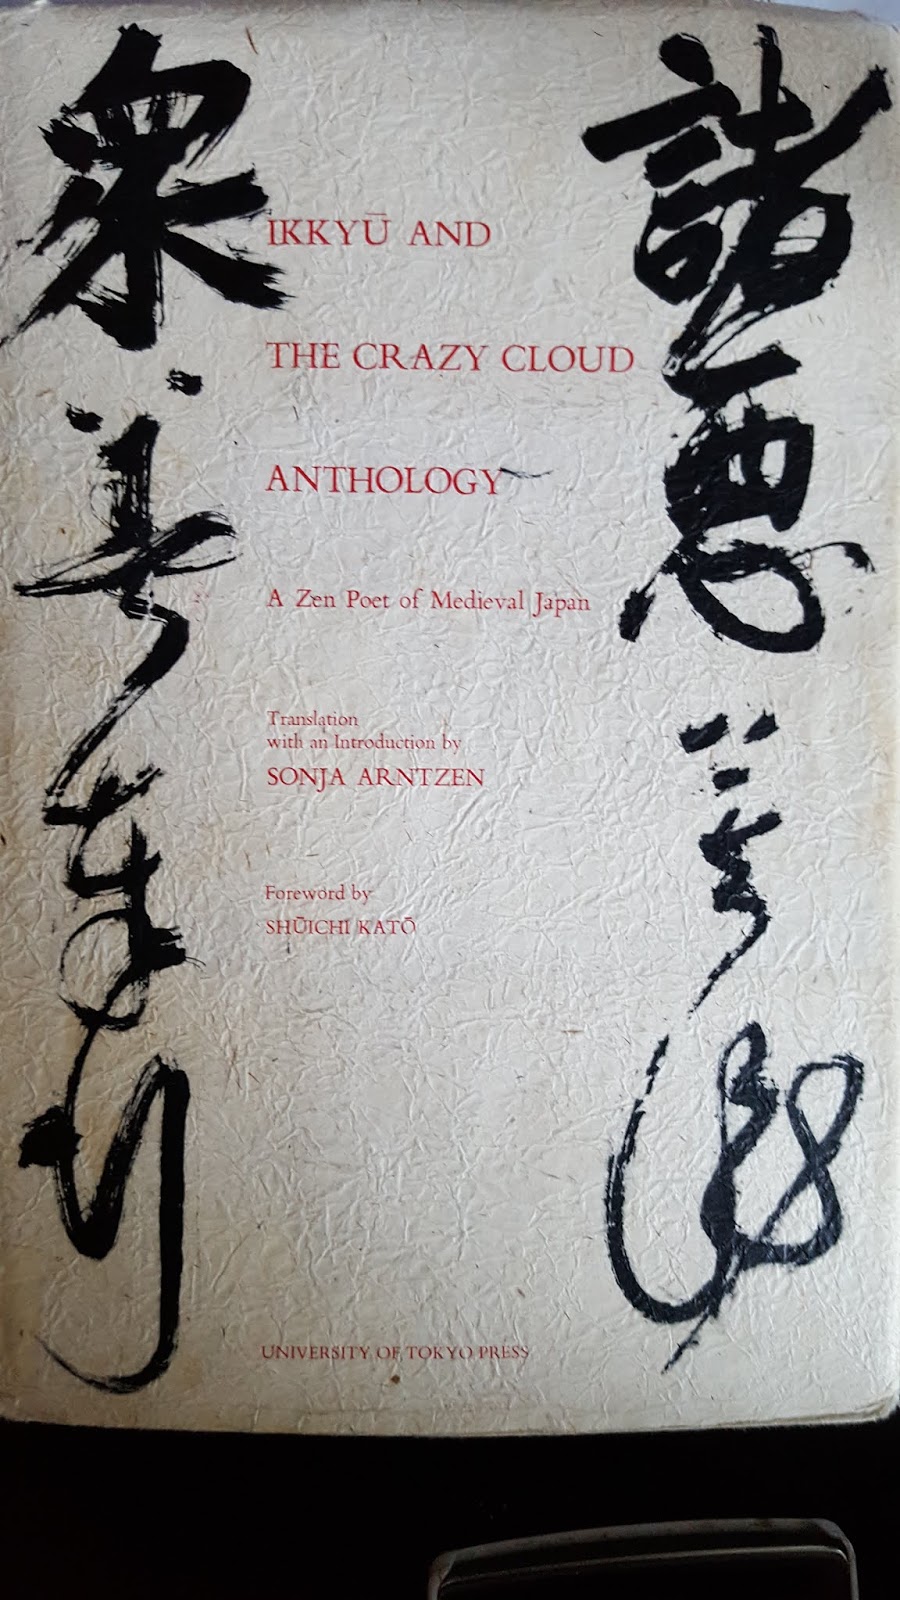 諸悪莫作
衆善奉行
IKKYŪ AND
THE CRAZY CLOUD
ANTHOLOGY
A Zen Poet of Medieval Japan
Translation
with an Introduction by
SONJA ARNTZEN
Foreword by
SHŪICHI KATŌ
UNIVERSITY OF TOKYO PRESS